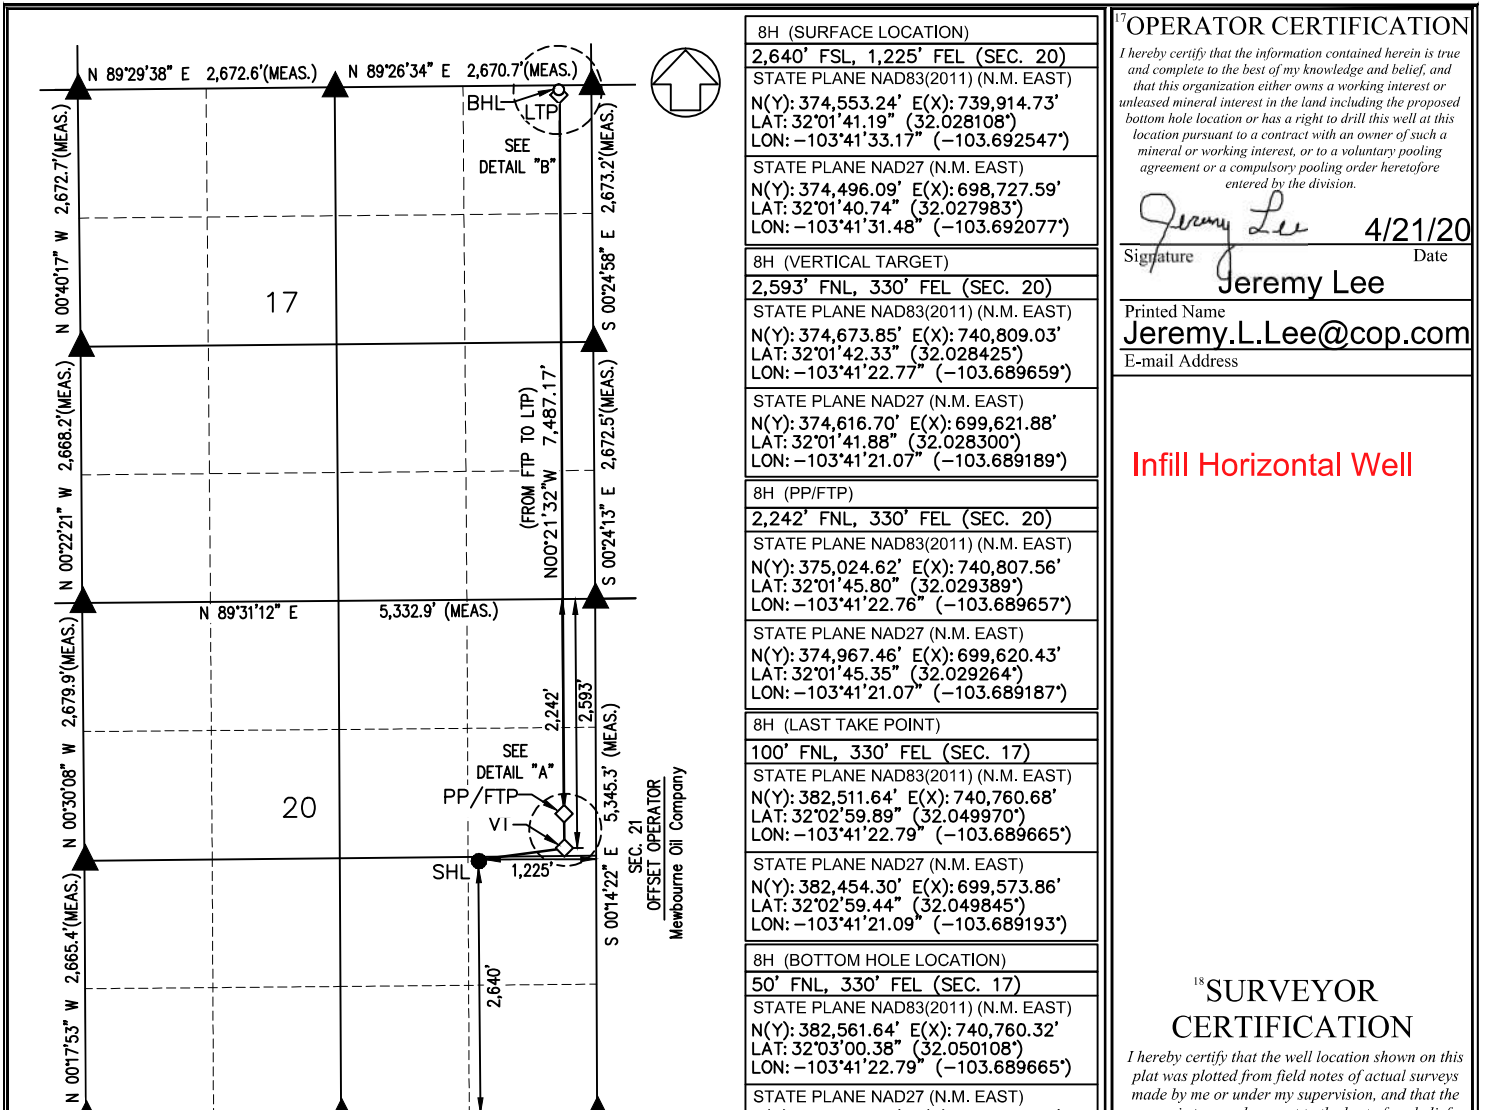 N 89°29'38" E 2,672.6'(MEAS.)
N 89°26'34" E 2,670.7'(MEAS.)
BHL
LTP
SEE
DETAIL "B"
N 00°40'17" W 2,672.7'(MEAS.)
S 00°24'58" E 2,673.2'(MEAS.)
17
N 00°22'21" W 2,668.2'(MEAS.)
(FROM FTP TO LTP)
N00°21'32"W 7,487.17'
S 00°24'13" E 2,672.5'(MEAS.)
N 89°31'12" E 5,332.9' (MEAS.)
N 00°30'08" W 2,679.9'(MEAS.)
2,242'
2,593'
SEE
DETAIL "A"
PP/FTP
VI
20
SHL
1,225'
S 00°14'22" E 5,345.3' (MEAS.)
SEC. 21
OFFSET OPERATOR
Mewbourne Oil Company
N 00°17'53" W 2,665.4'(MEAS.)
2,640'
8H (SURFACE LOCATION)
2,640' FSL, 1,225' FEL (SEC. 20)
STATE PLANE NAD83(2011) (N.M. EAST)
N(Y): 374,553.24' E(X): 739,914.73'
LAT: 32°01'41.19" (32.028108°)
LON: -103°41'33.17" (-103.692547°)
STATE PLANE NAD27 (N.M. EAST)
N(Y): 374,496.09' E(X): 698,727.59'
LAT: 32°01'40.74" (32.027983°)
LON: -103°41'31.48" (-103.692077°)
8H (VERTICAL TARGET)
2,593' FNL, 330' FEL (SEC. 20)
STATE PLANE NAD83(2011) (N.M. EAST)
N(Y): 374,673.85' E(X): 740,809.03'
LAT: 32°01'42.33" (32.028425°)
LON: -103°41'22.77" (-103.689659°)
STATE PLANE NAD27 (N.M. EAST)
N(Y): 374,616.70' E(X): 699,621.88'
LAT: 32°01'41.88" (32.028300°)
LON: -103°41'21.07" (-103.689189°)
8H (PP/FTP)
2,242' FNL, 330' FEL (SEC. 20)
STATE PLANE NAD83(2011) (N.M. EAST)
N(Y): 375,024.62' E(X): 740,807.56'
LAT: 32°01'45.80" (32.029389°)
LON: -103°41'22.76" (-103.689657°)
STATE PLANE NAD27 (N.M. EAST)
N(Y): 374,967.46' E(X): 699,620.43'
LAT: 32°01'45.35" (32.029264°)
LON: -103°41'21.07" (-103.689187°)
8H (LAST TAKE POINT)
100' FNL, 330' FEL (SEC. 17)
STATE PLANE NAD83(2011) (N.M. EAST)
N(Y): 382,511.64' E(X): 740,760.68'
LAT: 32°02'59.89" (32.049970°)
LON: -103°41'22.79" (-103.689665°)
STATE PLANE NAD27 (N.M. EAST)
N(Y): 382,454.30' E(X): 699,573.86'
LAT: 32°02'59.44" (32.049845°)
LON: -103°41'21.09" (-103.689193°)
8H (BOTTOM HOLE LOCATION)
50' FNL, 330' FEL (SEC. 17)
STATE PLANE NAD83(2011) (N.M. EAST)
N(Y): 382,561.64' E(X): 740,760.32'
LAT: 32°03'00.38" (32.050108°)
LON: -103°41'22.79" (-103.689665°)
STATE PLANE NAD27 (N.M. EAST)
17 OPERATOR CERTIFICATION
I hereby certify that the information contained herein is true
and complete to the best of my knowledge and belief, and
that this organization either owns a working interest or
unleased mineral interest in the land including the proposed
bottom hole location or has a right to drill this well at this
location pursuant to a contract with an owner of such a
mineral or working interest, or to a voluntary pooling
agreement or a compulsory pooling order heretofore
entered by the division.
Jeremy Lee 4/21/20
Signature Date
Jeremy Lee
Printed Name
Jeremy.L.Lee@cop.com
E-mail Address
Infill Horizontal Well
18 SURVEYOR
CERTIFICATION
I hereby certify that the well location shown on this
plat was plotted from field notes of actual surveys
made by me or under my supervision, and that the